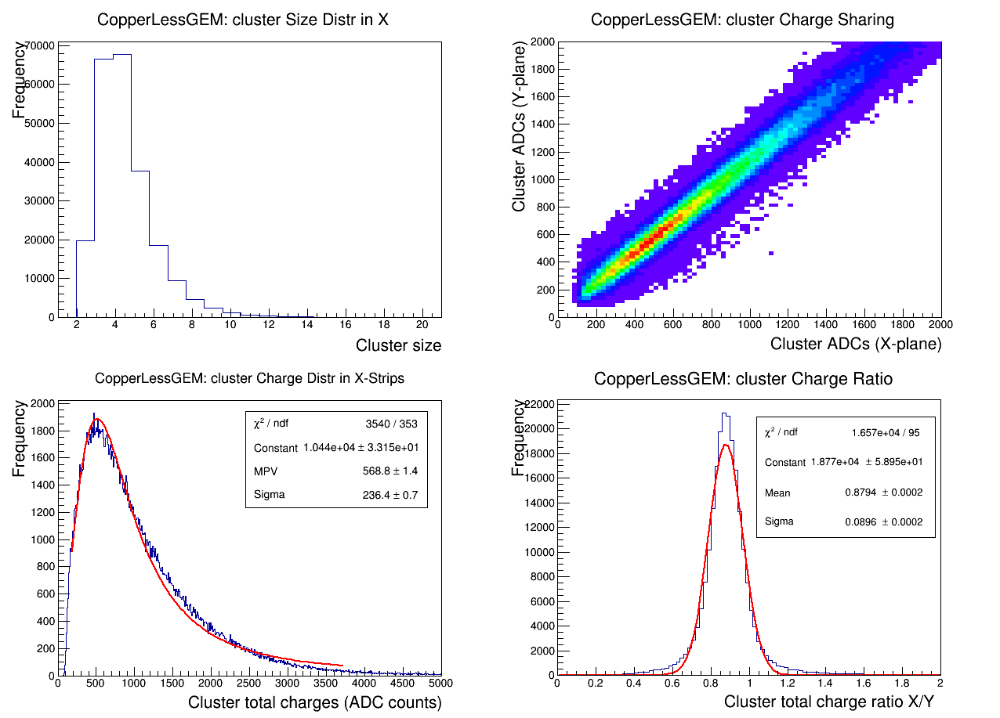 CopperLessGEM: cluster Size Distr in X
Frequency
70000
60000
50000
40000
30000
20000
10000
0
2 4 6 8 10 12 14 16 18 20
Cluster size
CopperLessGEM: cluster Charge Sharing
Cluster ADCs (Y-plane)
2000
1800
1600
1400
1200
1000
800
600
400
200
0
0 200 400 600 800 1000 1200 1400 1600 1800 2000
Cluster ADCs (X-plane)
CopperLessGEM: cluster Charge Distr in X-Strips
Frequency
2000
1800
1600
1400
1200
1000
800
600
400
200
0
χ² / ndf 3540 / 353
Constant 1.044e+04 ± 3.315e+01
MPV 568.8 ± 1.4
Sigma 236.4 ± 0.7
0 500 1000 1500 2000 2500 3000 3500 4000 4500 5000
Cluster total charges (ADC counts)
CopperLessGEM: cluster Charge Ratio
Frequency
22000
20000
18000
16000
14000
12000
10000
8000
6000
4000
2000
0
χ² / ndf 1.657e+04 / 95
Constant 1.877e+04 ± 5.895e+01
Mean 0.8794 ± 0.0002
Sigma 0.0896 ± 0.0002
0 0.2 0.4 0.6 0.8 1 1.2 1.4 1.6 1.8 2
Cluster total charge ratio X/Y